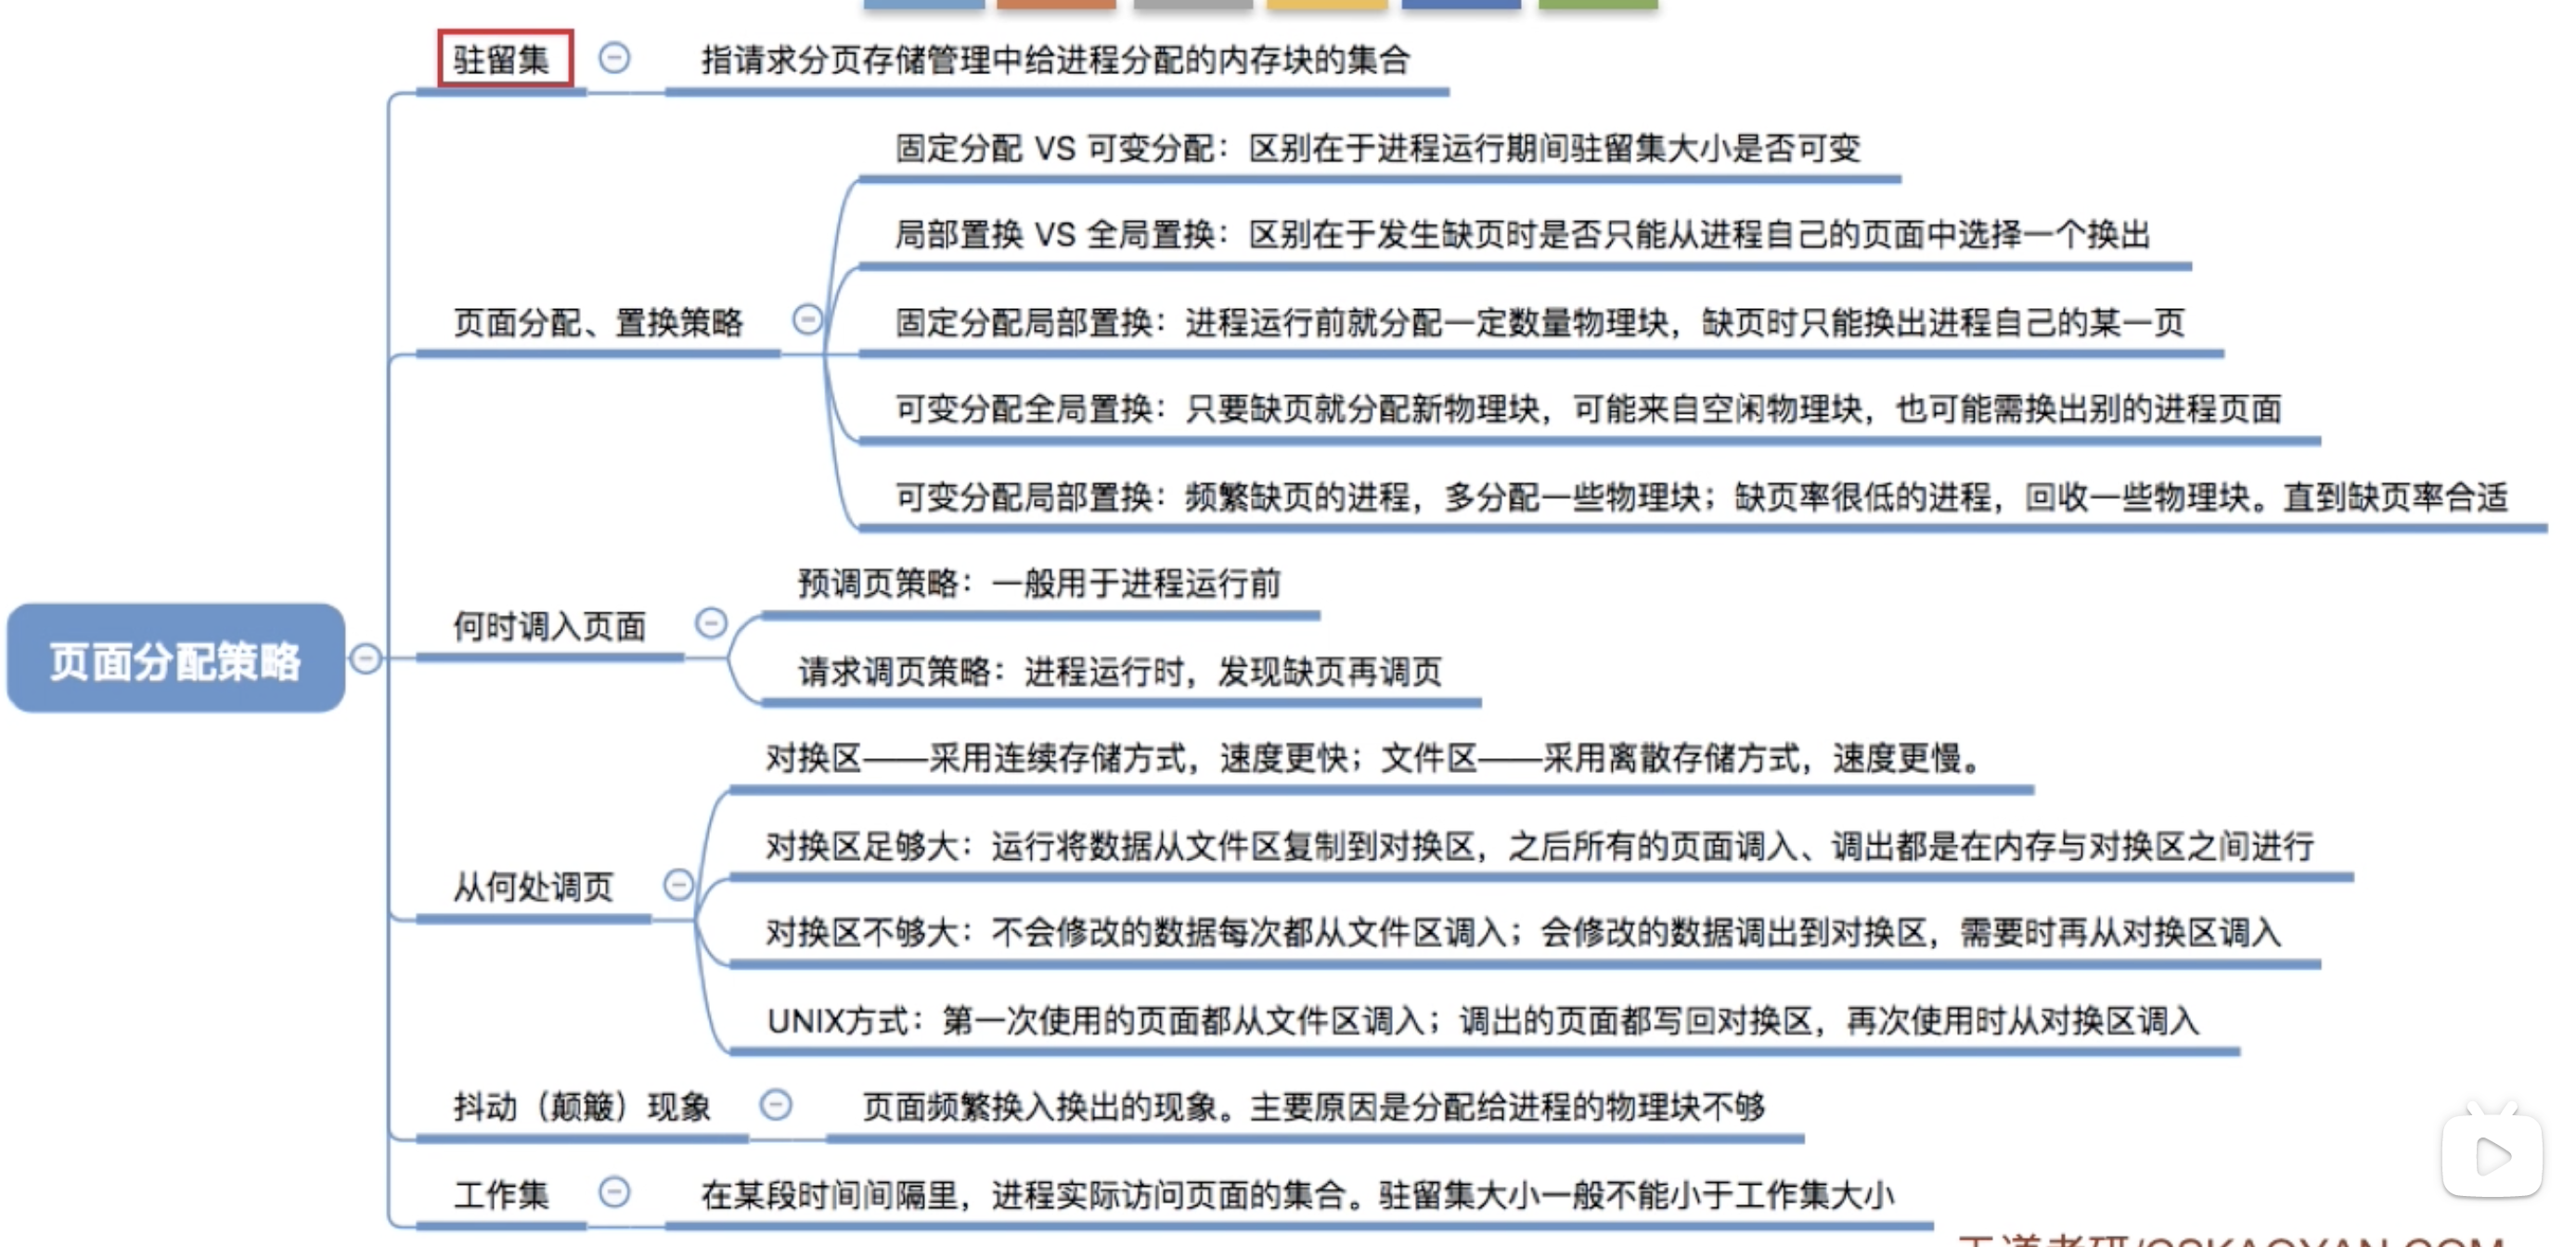 驻留集
指请求分页存储管理中给进程分配的内存块的集合
固定分配 VS 可变分配：区别在于进程运行期间驻留集大小是否可变
局部置换 VS 全局置换：区别在于发生缺页时是否只能从进程自己的页面中选择一个换出
页面分配、置换策略
固定分配局部置换：进程运行前就分配一定数量物理块，缺页时只能换出进程自己的某一页
可变分配全局置换：只要缺页就分配新物理块，可能来自空闲物理块，也可能需换出别的进程页面
可变分配局部置换：频繁缺页的进程，多分配一些物理块；缺页率很低的进程，回收一些物理块。直到缺页率合适
页面分配策略
何时调入页面
预调页策略：一般用于进程运行前
请求调页策略：进程运行时，发现缺页再调页
从何处调页
对换区——采用连续存储方式，速度更快；文件区——采用离散存储方式，速度更慢。
对换区足够大：运行将数据从文件区复制到对换区，之后所有的页面调入、调出都是在内存与对换区之间进行
对换区不够大：不会修改的数据每次都从文件区调入；会修改的数据调出到对换区，需要时再从对换区调入
UNIX方式：第一次使用的页面都从文件区调入；调出的页面都写回对换区，再次使用时从对换区调入
抖动（颠簸）现象
页面频繁换入换出的现象。主要原因是分配给进程的物理块不够
工作集
在某段时间间隔里，进程实际访问页面的集合。驻留集大小一般不能小于工作集大小
王道考研/CSKAOYAN.COM